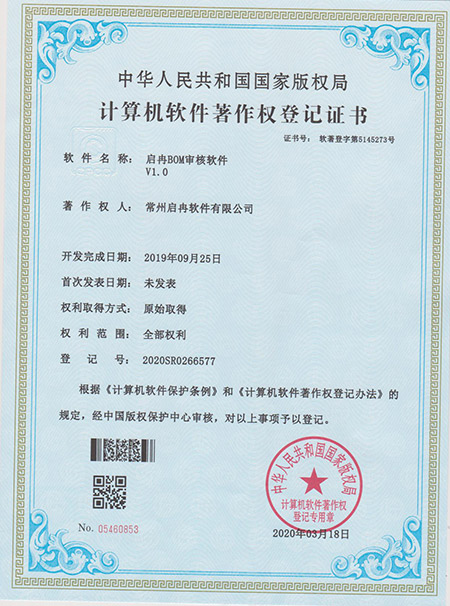 中华人民共和国国家版权局
计算机软件著作权登记证书
证书号: 软著登字第5145273号
软件名称: 启冉BOM审核软件
V1.0
著作权人: 常州启冉软件有限公司
开发完成日期: 2019年09月25日
首次发表日期: 未发表
权利取得方式: 原始取得
权利范围: 全部权利
登记号: 2020SR0266577
根据《计算机软件保护条例》和《计算机软件著作权登记办法》的
规定，经中国版权保护中心审核，对以上事项予以登记。
中华人民共和国国家版权局
计算机软件著作权
登记专用章
No. 05460853
2020年03月18日